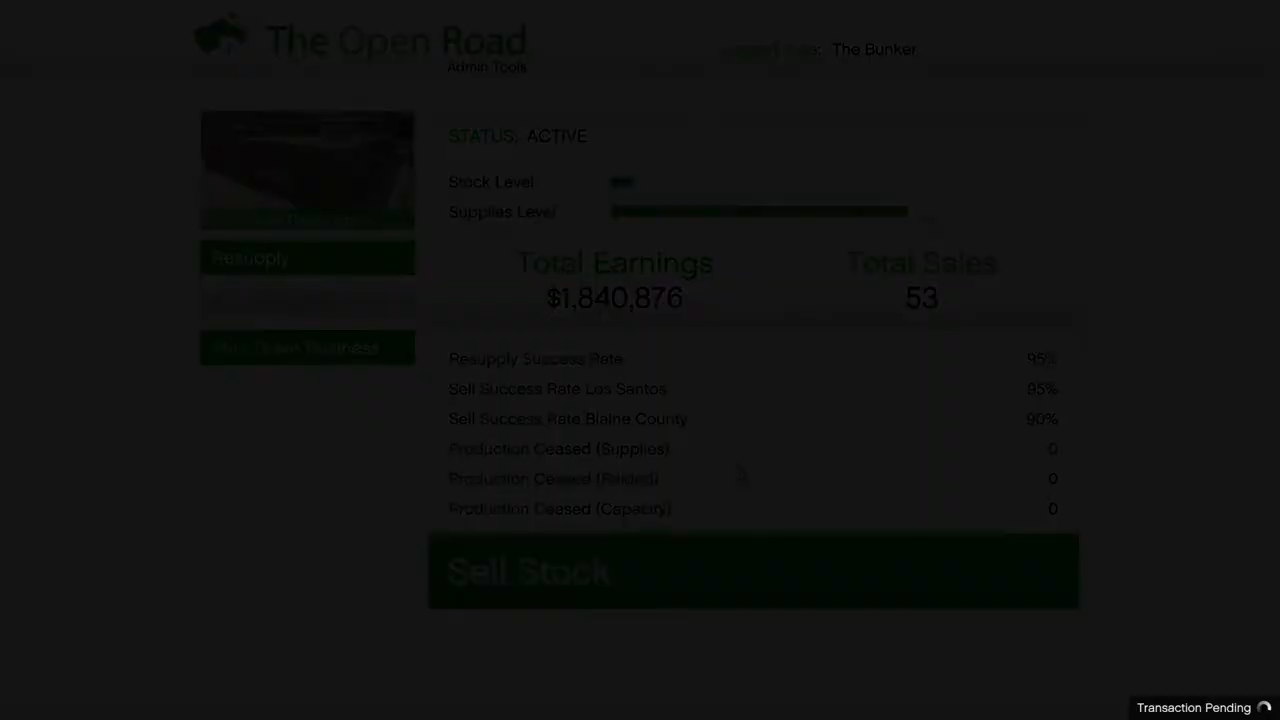 The Open Road
Admin Tools
The Bunker
STATUS: ACTIVE
Stock Level
Supplies Level
Resupply
Total Earnings
Total Sales
$1,840,876
53
Business
Resupply Success Rate 95%
Sell Success Rate Los Santos 95%
Sell Success Rate Blaine County 90%
Production Ceased (Supplies) 0
Production Ceased (Raided) 0
Production Ceased (Capacity) 0
Sell Stock
Transaction Pending